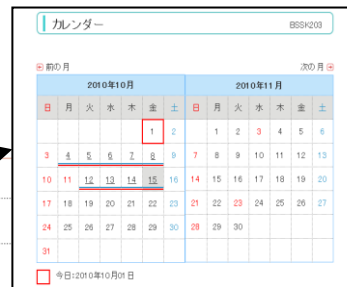 カレンダー BSSK203
前の月 次の月
2010年10月 2010年11月
日 月 火 水 木 金 土 日 月 火 水 木 金 土
1 2 1 2 3 4 5 6
3 4 5 6 7 8 9 7 8 9 10 11 12 13
10 11 12 13 14 15 16 14 15 16 17 18 19 20
17 18 19 20 21 22 23 21 22 23 24 25 26 27
24 25 26 27 28 29 30 28 29 30
31
今日:2010年10月01日